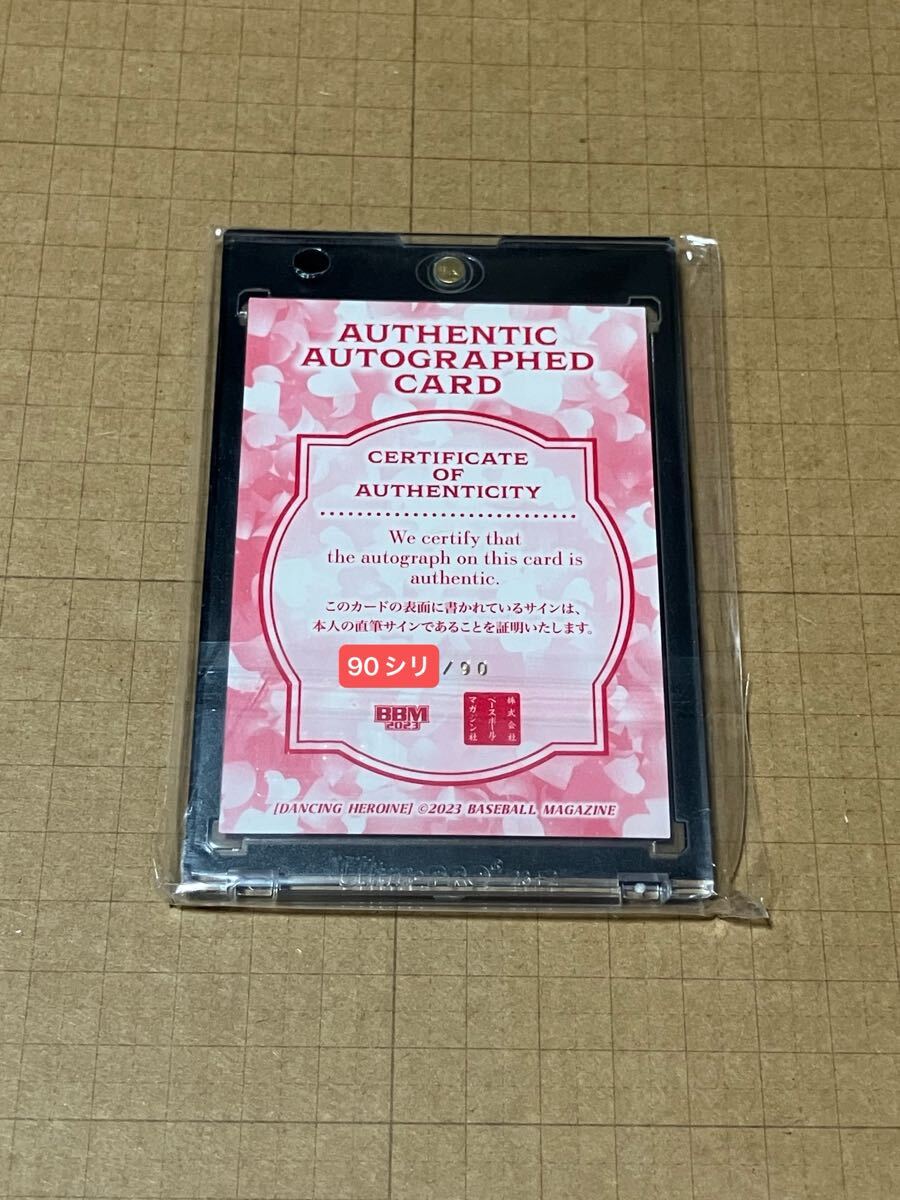 AUTHENTIC
AUTOGRAPHED
CARD
CERTIFICATE
OF
AUTHENTICITY
We certify that
the autograph on this card is
authentic.
このカードの表面に書かれているサインは、
本人の直筆サインであることを証明いたします。
90シリ/90
BBM
2023
株式会社
ベースボール
マガジン社
[DANCING HEROINE] ©2023 BASEBALL MAGAZINE